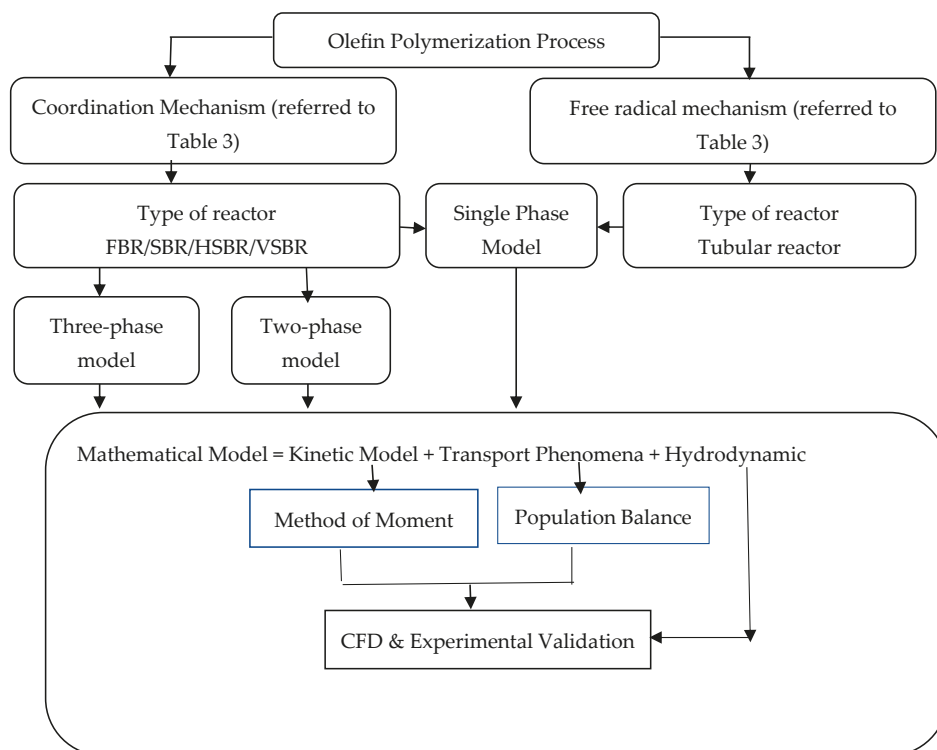 Olefin Polymerization Process
Coordination Mechanism (referred to
Table 3)
Free radical mechanism (referred to
Table 3)
Type of reactor
FBR/SBR/HSBR/VSBR
Single Phase
Model
Type of reactor
Tubular reactor
Three-phase
model
Two-phase
model
Mathematical Model = Kinetic Model + Transport Phenomena + Hydrodynamic
Method of Moment
Population Balance
CFD & Experimental Validation